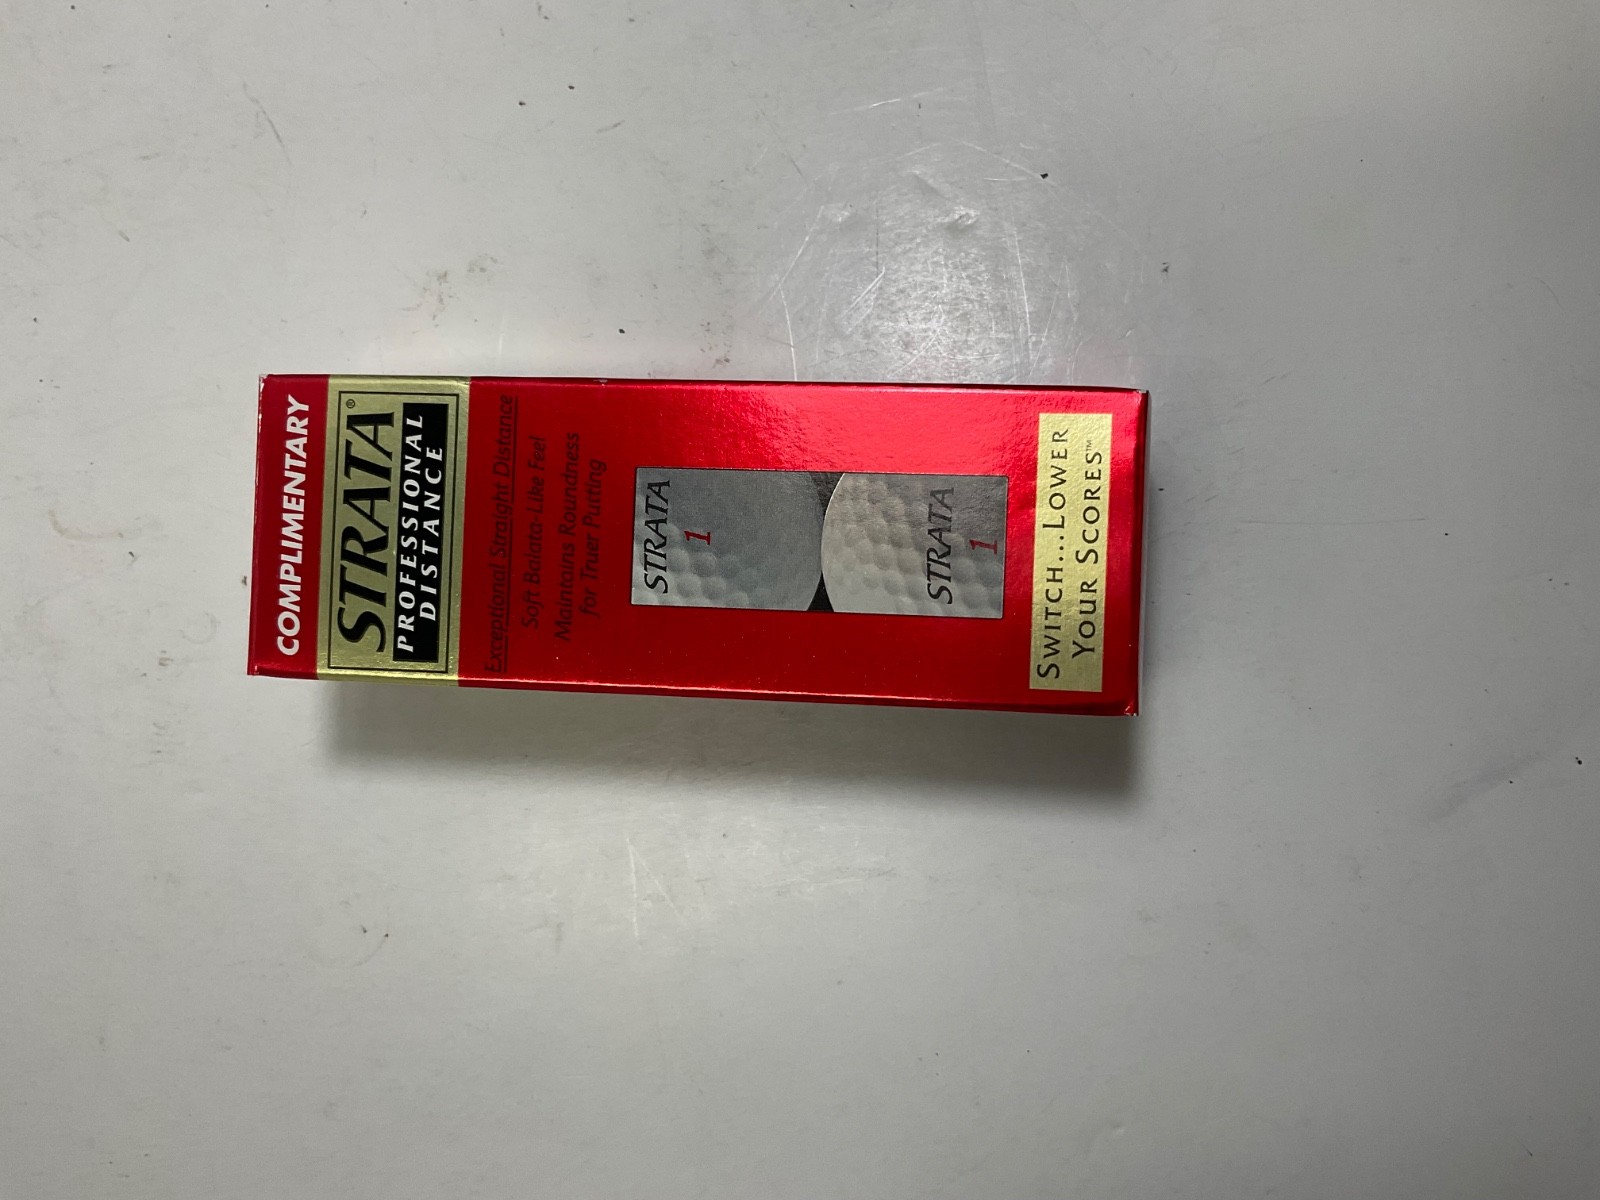 COMPLIMENTARY
STRATA®
PROFESSIONAL
DISTANCE
Exceptional Straight Distance
Soft Balata-Like Feel
Maintains Roundness
for Truer Putting
STRATA
1
STRATA
1
SWITCH...LOWER
YOUR SCORES™